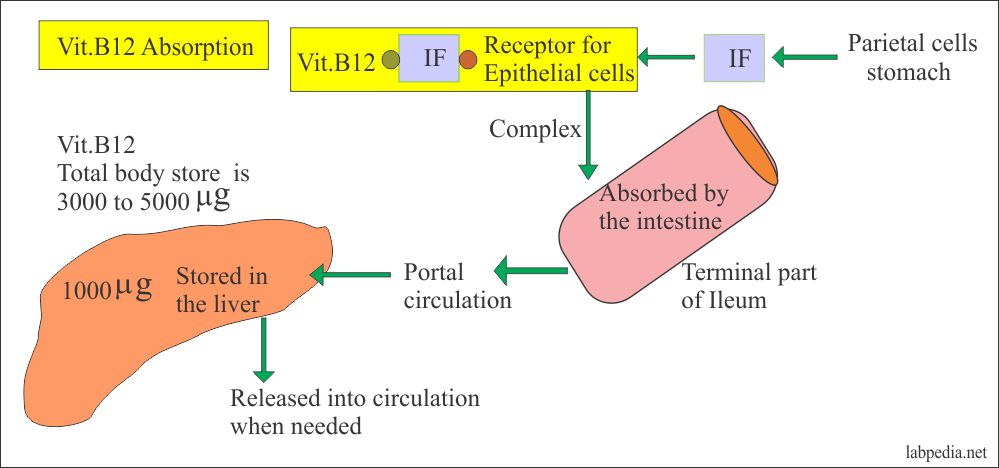 Vit.B12 Absorption
Vit.B12
IF
Receptor for
Epithelial cells
IF
Parietal cells
stomach
Complex
Vit.B12
Total body store is
3000 to 5000 μg
Absorbed by
the intestine
1000 μg
Stored in
the liver
Portal
circulation
Terminal part
of Ileum
Released into circulation
when needed
labpedia.net